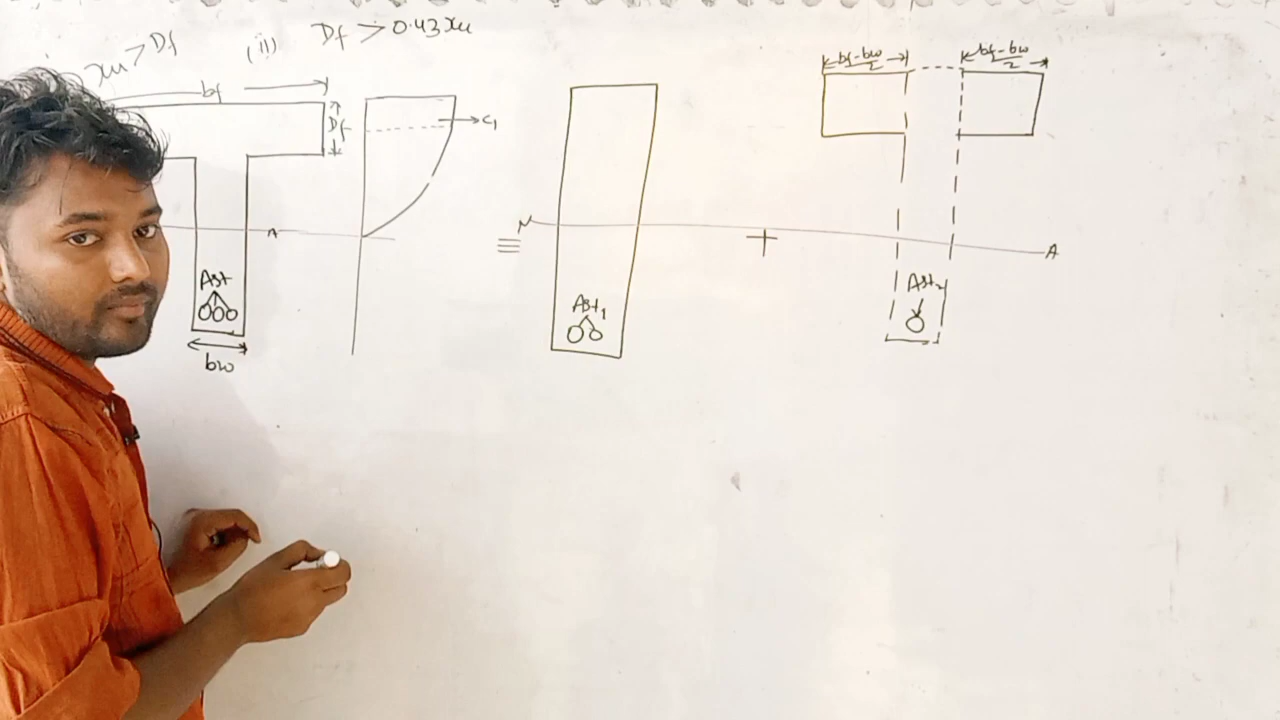 xu > Df
(ii) Df > 0.43 xu
bf
Df
C1
A
Ast
bw
≡
N
Ast1
+
bf-bw/2
bf-bw/2
A
Ast2